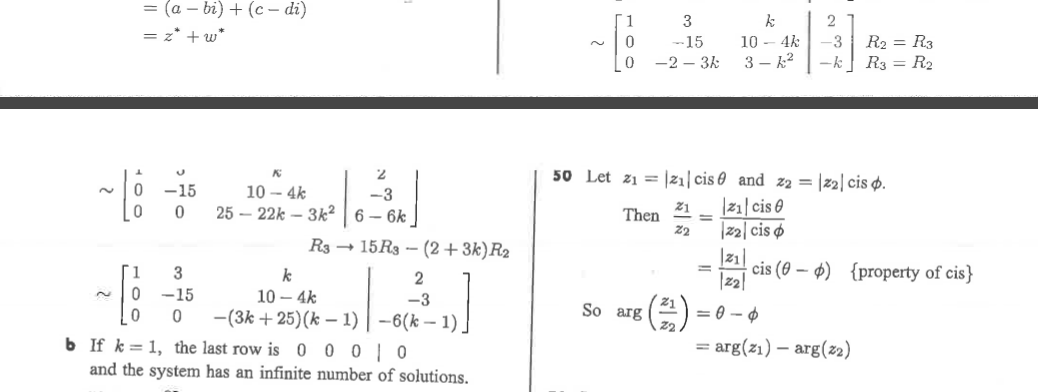 = (a − bi) + (c − di)
= z* + w*
~ [ 1 3 k | 2 ]
[ 0 −15 10 − 4k | −3 ] R₂ = R₃
[ 0 −2 − 3k 3 − k² | −k ] R₃ = R₂
~ [ 1 3 k | 2 ]
[ 0 −15 10 − 4k | −3 ]
[ 0 0 25 − 22k − 3k² | 6 − 6k ]
R₃ → 15R₃ − (2 + 3k)R₂
~ [ 1 3 k | 2 ]
[ 0 −15 10 − 4k | −3 ]
[ 0 0 −(3k + 25)(k − 1) | −6(k − 1) ]
b If k = 1, the last row is 0 0 0 | 0
and the system has an infinite number of solutions.
50 Let z₁ = |z₁| cis θ and z₂ = |z₂| cis φ.
Then z₁/z₂ = |z₁| cis θ / |z₂| cis φ
= |z₁|/|z₂| cis (θ − φ) {property of cis}
So arg (z₁/z₂) = θ − φ
= arg(z₁) − arg(z₂)